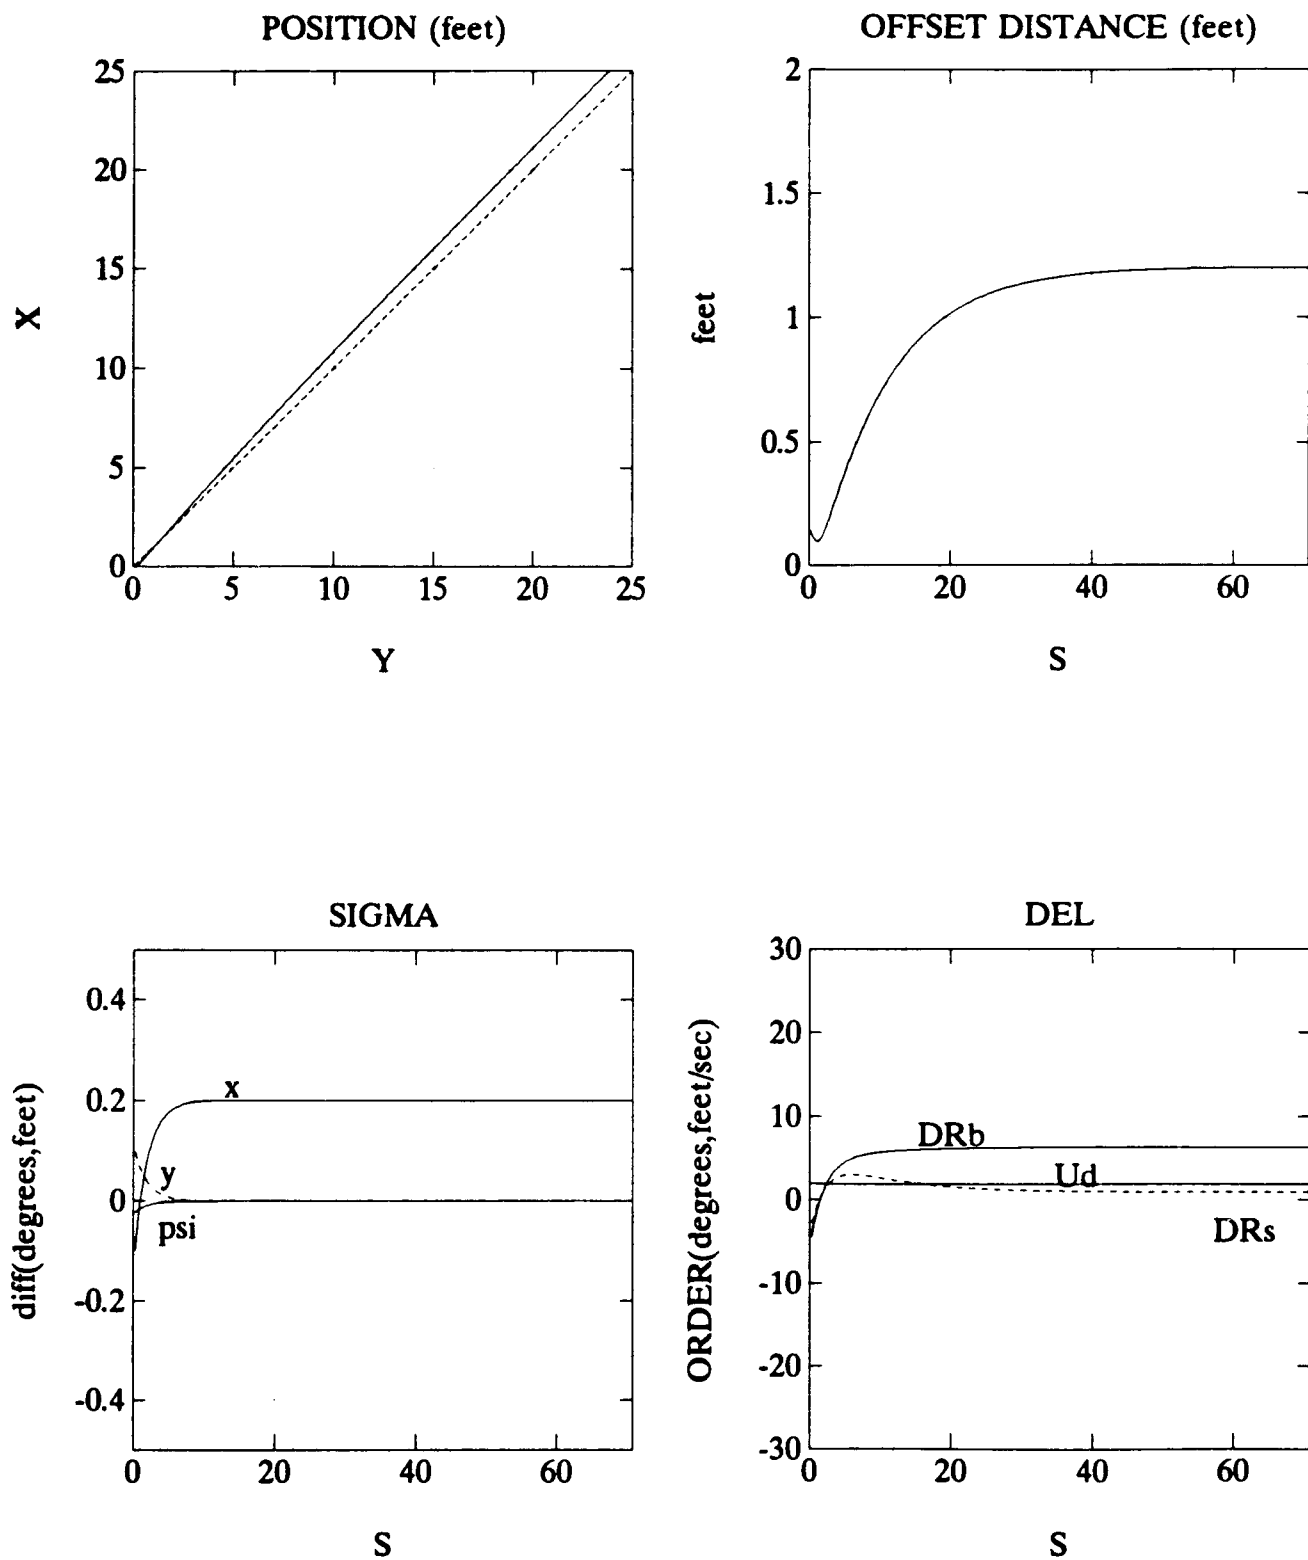 POSITION (feet)
25
20
15
10
5
0
X
0 5 10 15 20 25
Y
OFFSET DISTANCE (feet)
2
1.5
1
0.5
0
feet
0 20 40 60
S
SIGMA
0.4
0.2
0
-0.2
-0.4
diff(degrees,feet)
x
y
psi
0 20 40 60
S
DEL
30
20
10
0
-10
-20
-30
ORDER(degrees,feet/sec)
DRb
Ud
DRs
0 20 40 60
S